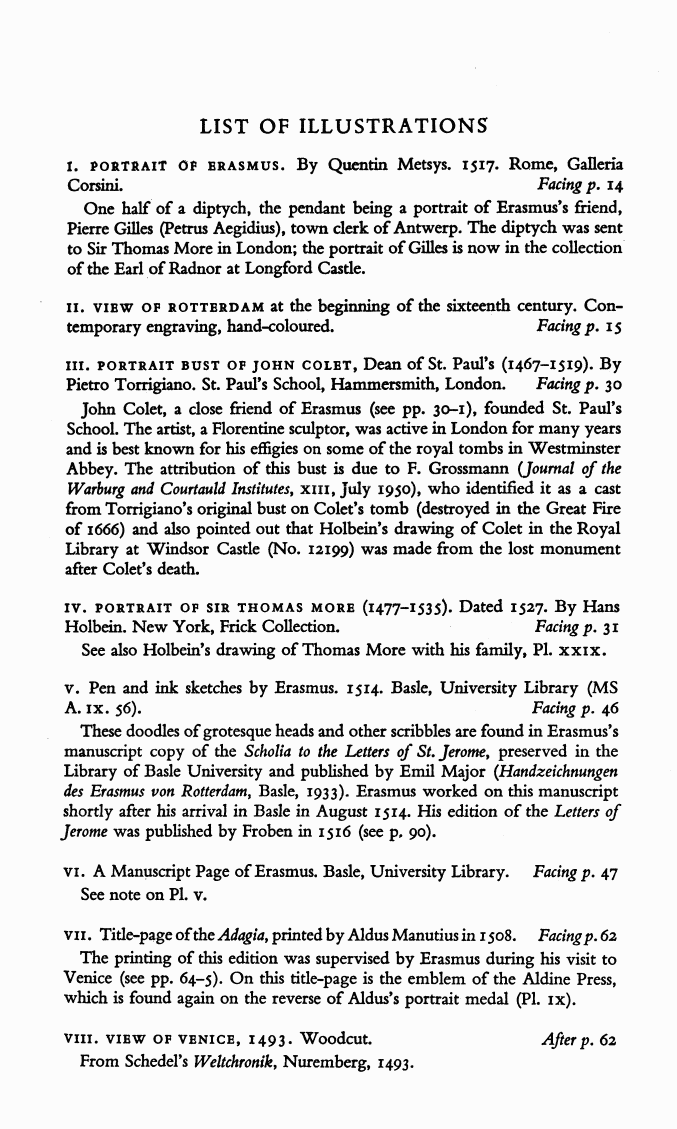 LIST OF ILLUSTRATIONS
I. PORTRAIT OF ERASMUS. By Quentin Metsys. 1517. Rome, Galleria
Corsini. Facing p. 14
One half of a diptych, the pendant being a portrait of Erasmus's friend,
Pierre Gilles (Petrus Aegidius), town clerk of Antwerp. The diptych was sent
to Sir Thomas More in London; the portrait of Gilles is now in the collection
of the Earl of Radnor at Longford Castle.
II. VIEW OF ROTTERDAM at the beginning of the sixteenth century. Con-
temporary engraving, hand-coloured. Facing p. 15
III. PORTRAIT BUST OF JOHN COLET, Dean of St. Paul's (1467–1519). By
Pietro Torrigiano. St. Paul's School, Hammersmith, London. Facing p. 30
John Colet, a close friend of Erasmus (see pp. 30–1), founded St. Paul's
School. The artist, a Florentine sculptor, was active in London for many years
and is best known for his effigies on some of the royal tombs in Westminster
Abbey. The attribution of this bust is due to F. Grossmann (Journal of the
Warburg and Courtauld Institutes, XIII, July 1950), who identified it as a cast
from Torrigiano's original bust on Colet's tomb (destroyed in the Great Fire
of 1666) and also pointed out that Holbein's drawing of Colet in the Royal
Library at Windsor Castle (No. 12199) was made from the lost monument
after Colet's death.
IV. PORTRAIT OF SIR THOMAS MORE (1477–1535). Dated 1527. By Hans
Holbein. New York, Frick Collection. Facing p. 31
See also Holbein's drawing of Thomas More with his family, Pl. XXIX.
V. Pen and ink sketches by Erasmus. 1514. Basle, University Library (MS
A. IX. 56). Facing p. 46
These doodles of grotesque heads and other scribbles are found in Erasmus's
manuscript copy of the Scholia to the Letters of St. Jerome, preserved in the
Library of Basle University and published by Emil Major (Handzeichnungen
des Erasmus von Rotterdam, Basle, 1933). Erasmus worked on this manuscript
shortly after his arrival in Basle in August 1514. His edition of the Letters of
Jerome was published by Froben in 1516 (see p. 90).
VI. A Manuscript Page of Erasmus. Basle, University Library. Facing p. 47
See note on Pl. V.
VII. Title-page of the Adagia, printed by Aldus Manutius in 1508. Facing p. 62
The printing of this edition was supervised by Erasmus during his visit to
Venice (see pp. 64–5). On this title-page is the emblem of the Aldine Press,
which is found again on the reverse of Aldus's portrait medal (Pl. IX).
VIII. VIEW OF VENICE, 1493. Woodcut. After p. 62
From Schedel's Weltchronik, Nuremberg, 1493.